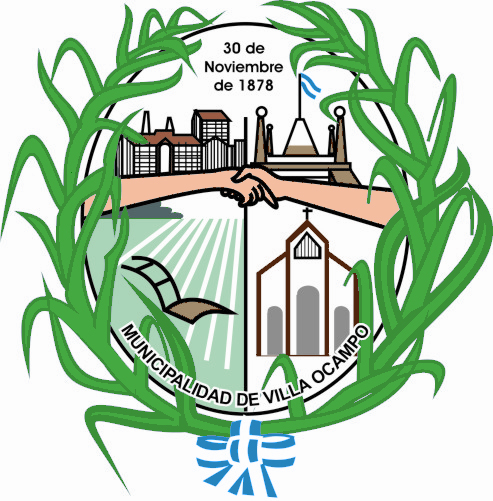 30 de
Noviembre
de 1878
MUNICIPALIDAD DE VILLA OCAMPO